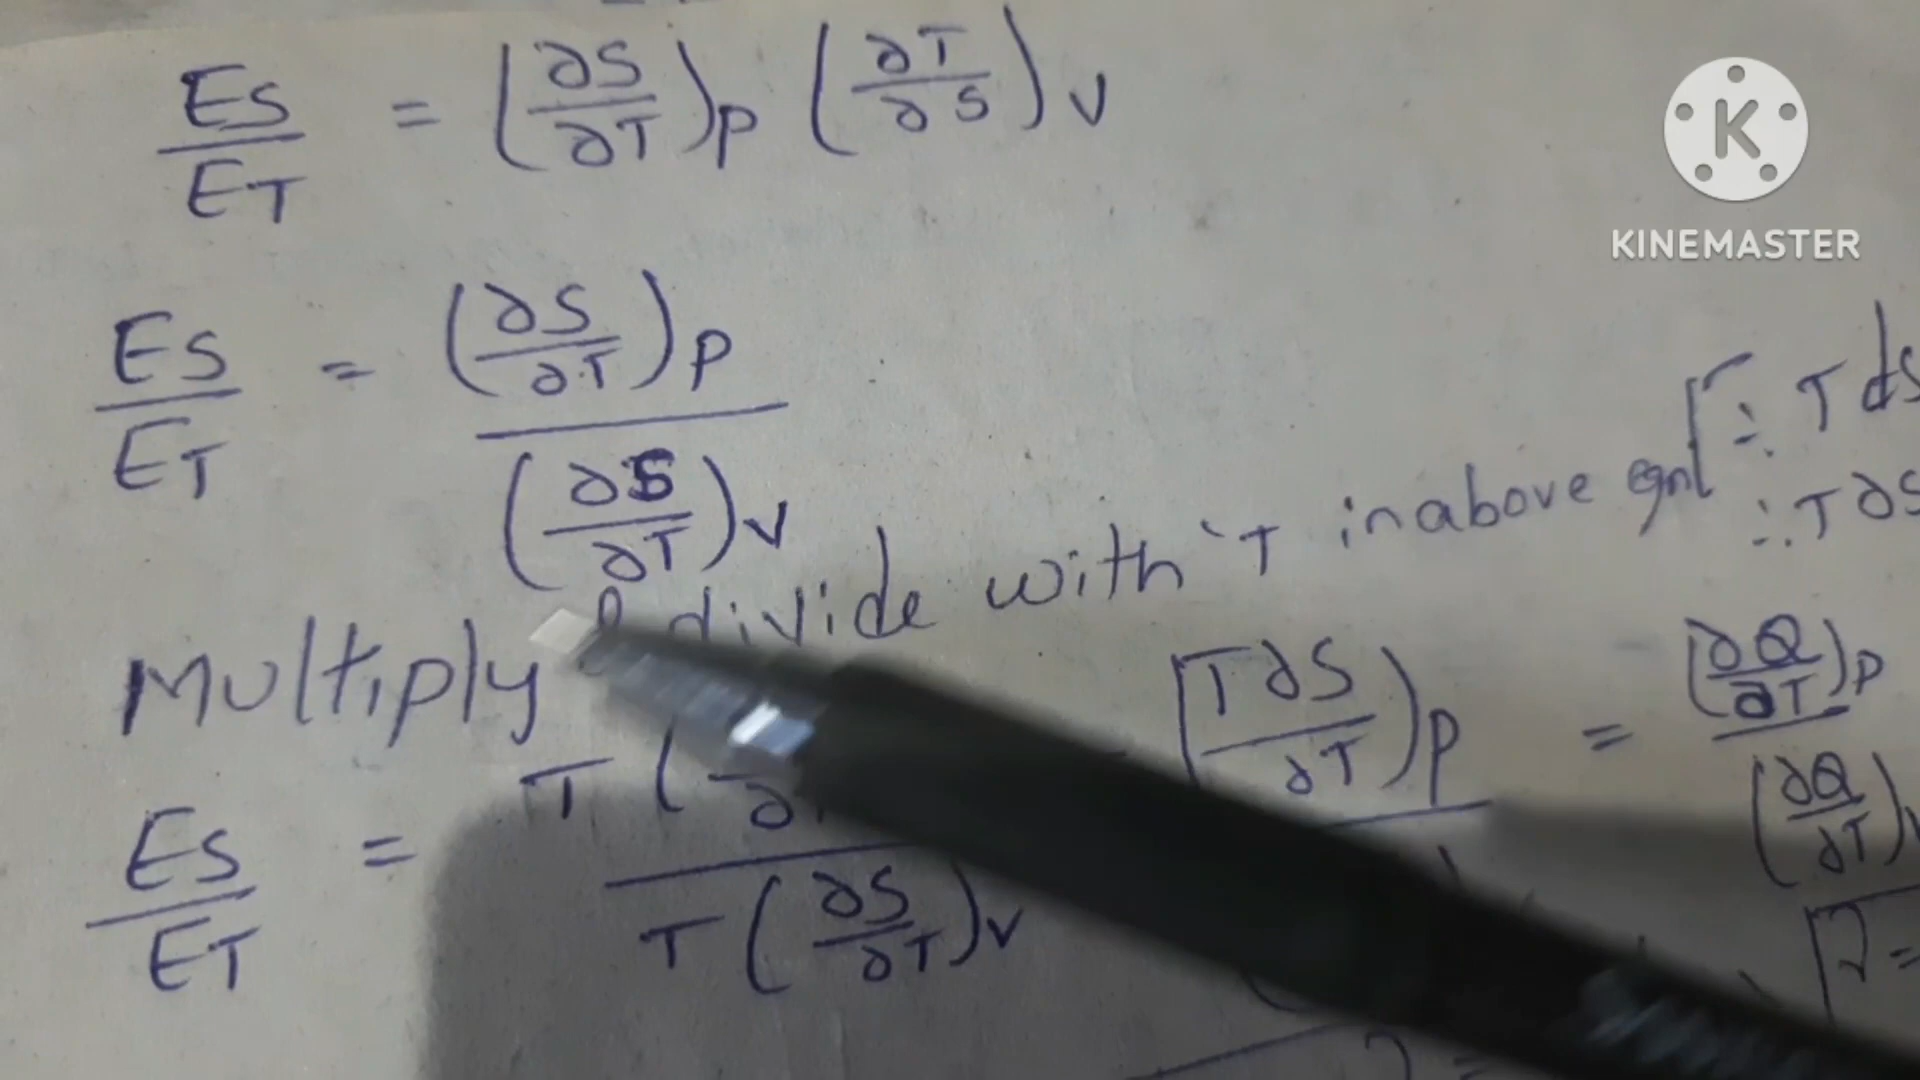 Es/ET = (∂S/∂T)P (∂T/∂S)V
KINEMASTER
Es/ET = (∂S/∂T)P / (∂S/∂T)V
[∵ T dS
∵ T ∂S
Multiply & divide with 'T in above eqn
Es/ET = T ( / T (∂S/∂T)V
[T∂S/∂T)P = (∂Q/∂T)P / (∂Q/∂T)V